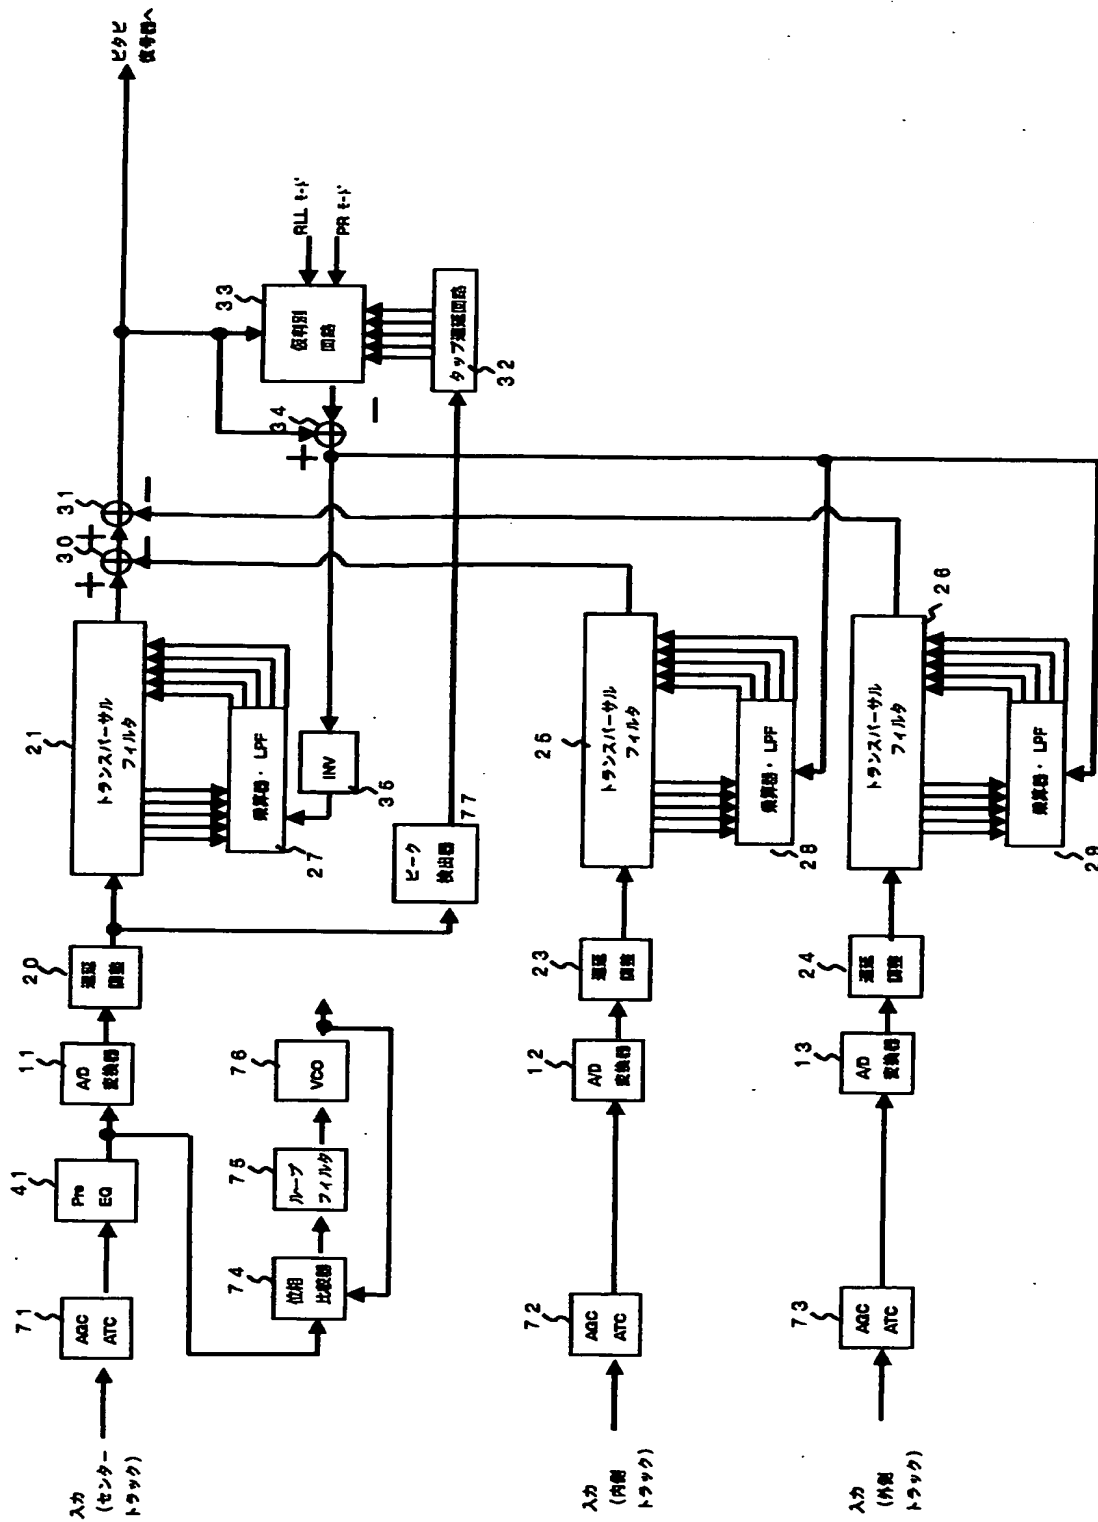 入力
(センター
トラック)
71
AGC
ATC
41
Pre
EQ
11
A/D
変換器
20
遅延
調整
21
トランスバーサル
フィルタ
27
乗算器・LPF
35
INV
30
+
−
31
+
−
ビタビ
復号器へ
33
仮判別
回路
RLL モード
PR モード
34
+
−
タップ遅延回路
32
77
ピーク
検出器
74
位相
比較器
75
ループ
フィルタ
76
VCO
入力
(内側
トラック)
72
AGC
ATC
12
A/D
変換器
23
遅延
調整
25
トランスバーサル
フィルタ
28
乗算器・LPF
入力
(外側
トラック)
73
AGC
ATC
13
A/D
変換器
24
遅延
調整
26
トランスバーサル
フィルタ
29
乗算器・LPF